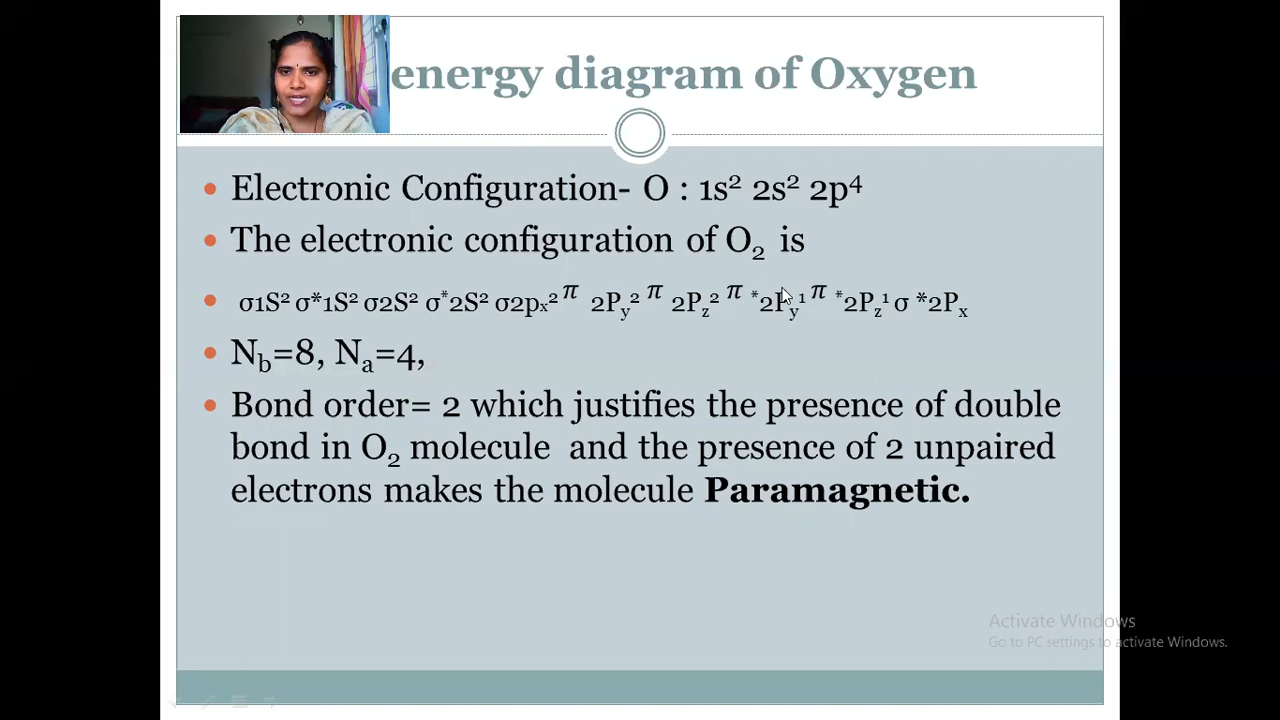 energy diagram of Oxygen
• Electronic Configuration- O : 1s² 2s² 2p⁴
• The electronic configuration of O₂ is
• σ1S² σ*1S² σ2S² σ*2S² σ2pₓ² π 2P_y² π 2P_z² π *2P_y¹ π *2P_z¹ σ *2Pₓ
• N_b=8, Nₐ=4,
• Bond order= 2 which justifies the presence of double
bond in O₂ molecule and the presence of 2 unpaired
electrons makes the molecule Paramagnetic.
Activate Windows
Go to PC settings to activate Windows.